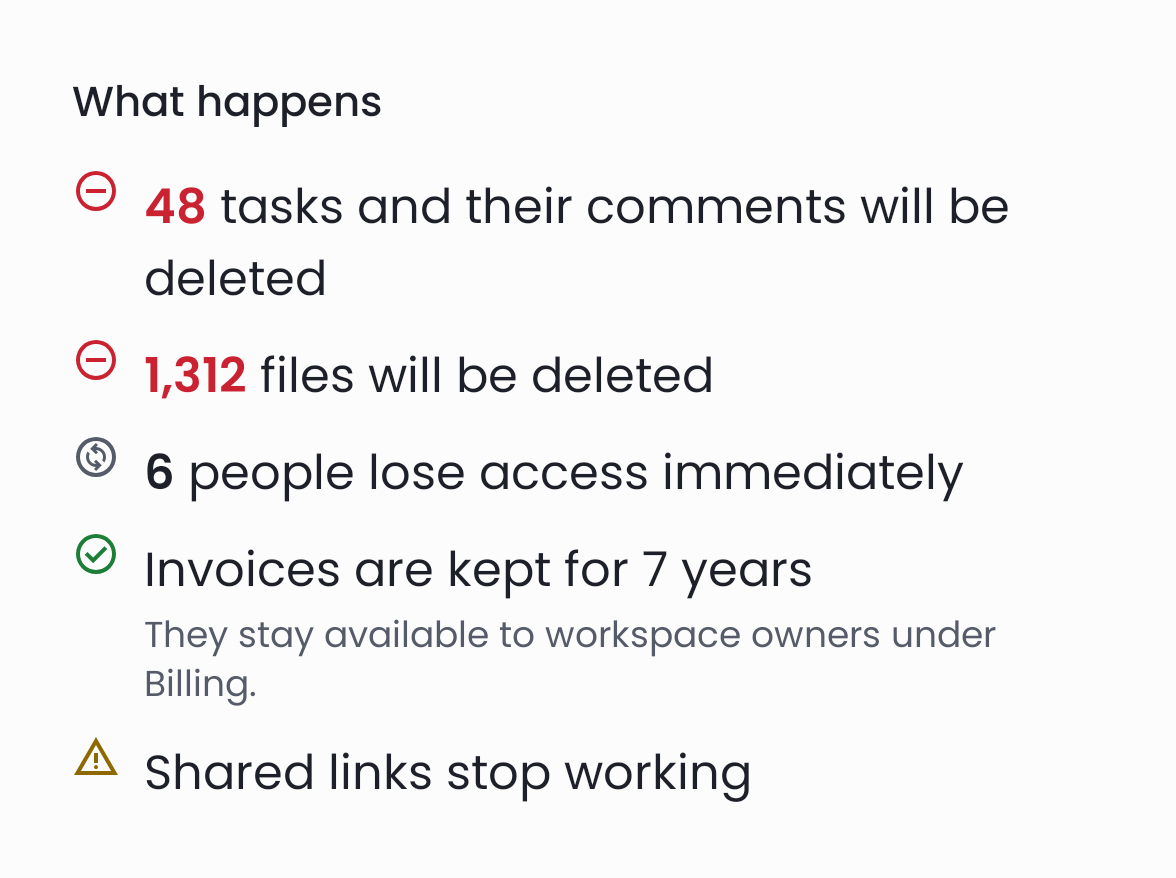 What happens
48 tasks and their comments will be
deleted
1,312 files will be deleted
6 people lose access immediately
Invoices are kept for 7 years
They stay available to workspace owners under
Billing.
Shared links stop working